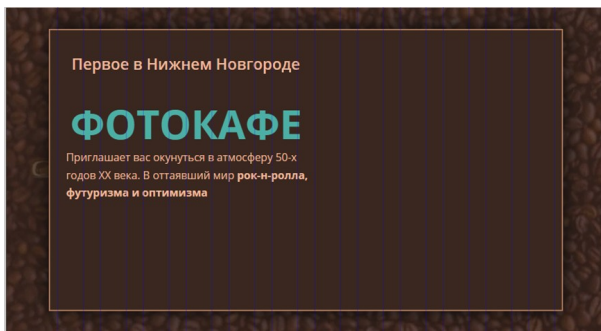 Первое в Нижнем Новгороде
ФОТОКАФЕ
Приглашает вас окунуться в атмосферу 50-х
годов XX века. В оттаявший мир рок-н-ролла,
футуризма и оптимизма